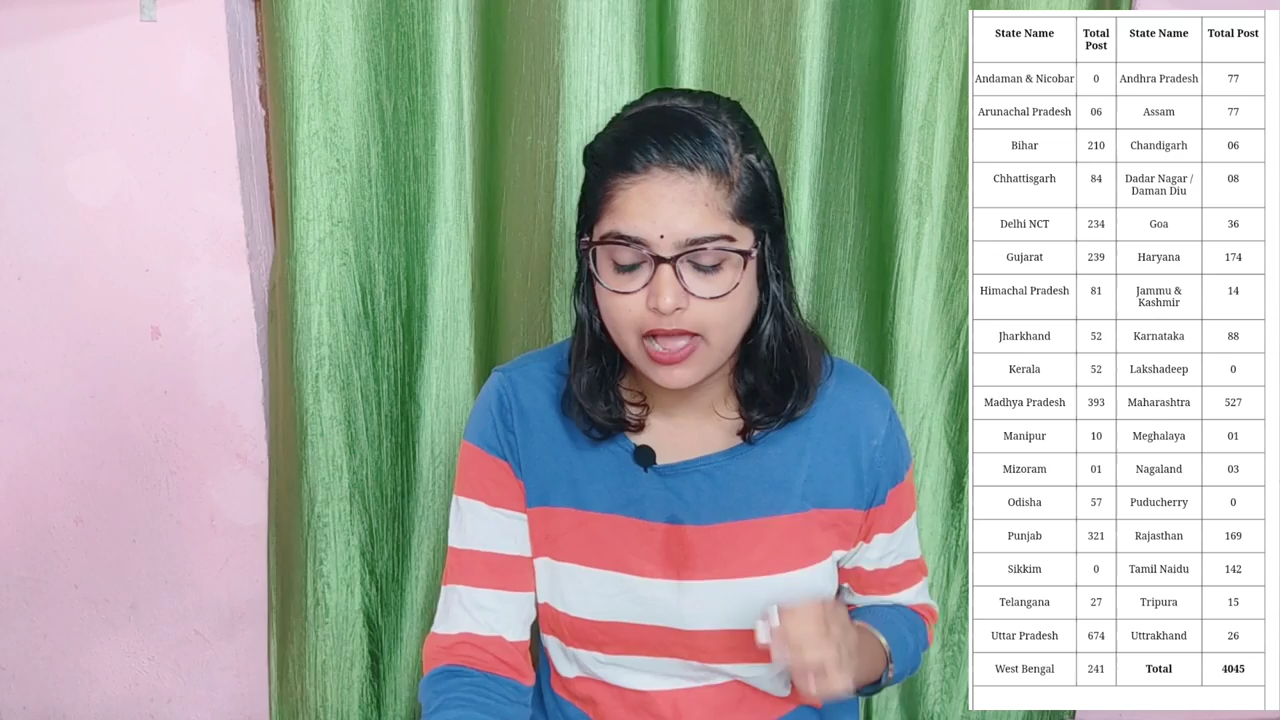 State Name Total Post State Name Total Post
Andaman & Nicobar 0 Andhra Pradesh 77
Arunachal Pradesh 06 Assam 77
Bihar 210 Chandigarh 06
Chhattisgarh 84 Dadar Nagar / Daman Diu 08
Delhi NCT 234 Goa 36
Gujarat 239 Haryana 174
Himachal Pradesh 81 Jammu & Kashmir 14
Jharkhand 52 Karnataka 88
Kerala 52 Lakshadeep 0
Madhya Pradesh 393 Maharashtra 527
Manipur 10 Meghalaya 01
Mizoram 01 Nagaland 03
Odisha 57 Puducherry 0
Punjab 321 Rajasthan 169
Sikkim 0 Tamil Naidu 142
Telangana 27 Tripura 15
Uttar Pradesh 674 Uttrakhand 26
West Bengal 241 Total 4045